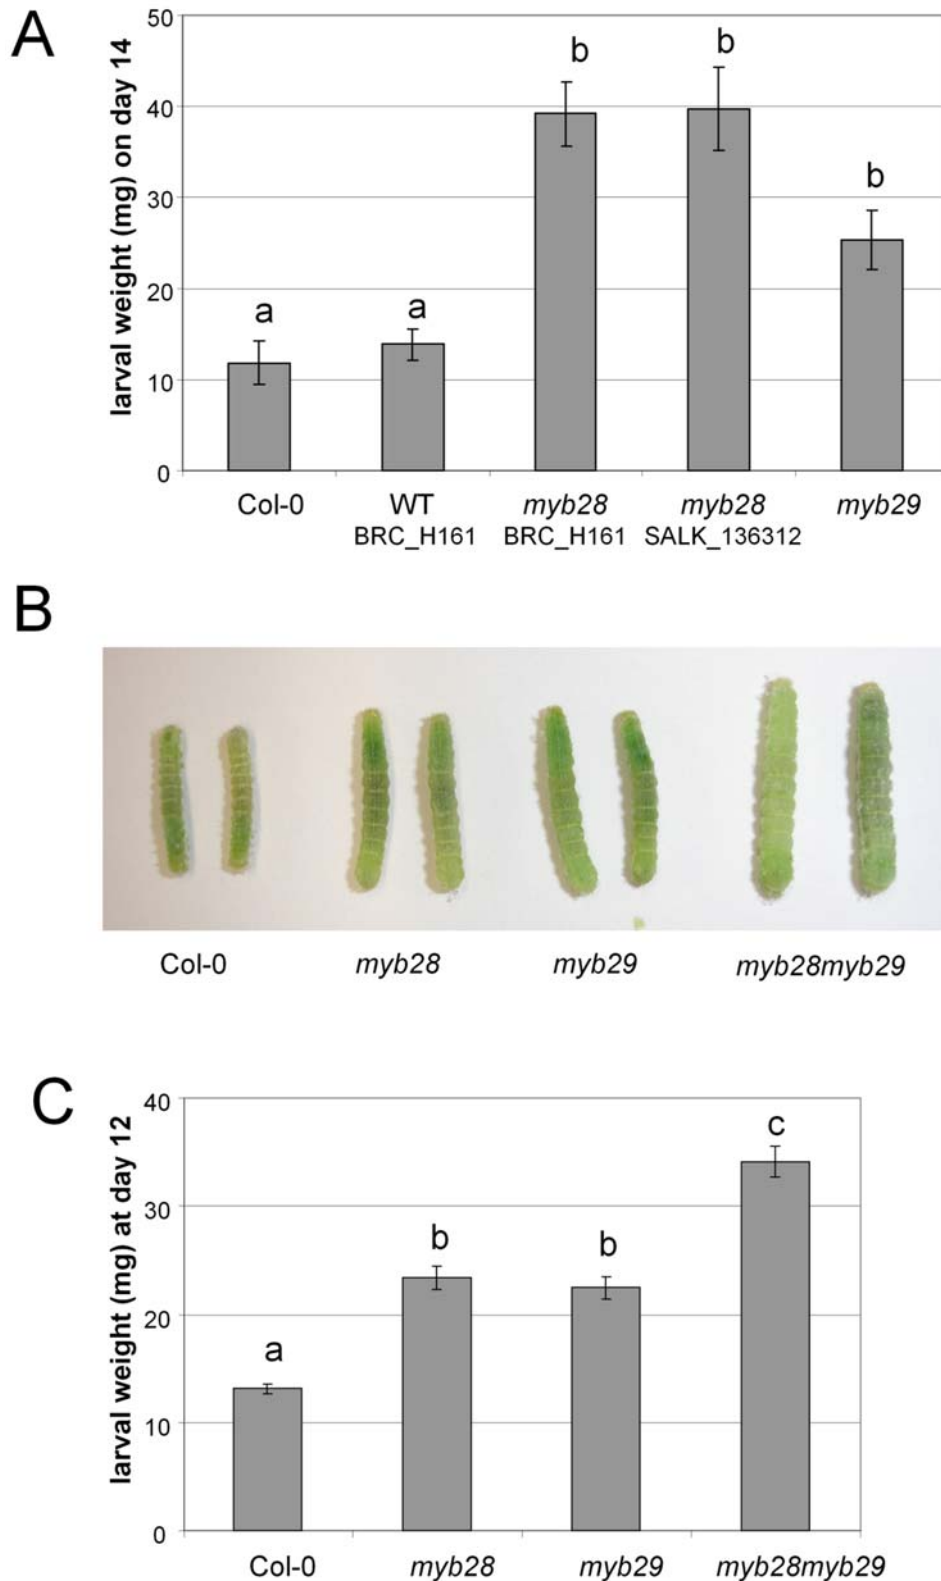 A
larval weight (mg) on day 14
50
40
30
20
10
0
a
a
b
b
b
Col-0
WT
BRC_H161
myb28
BRC_H161
myb28
SALK_136312
myb29
B
Col-0
myb28
myb29
myb28myb29
C
larval weight (mg) at day 12
40
30
20
10
0
a
b
b
c
Col-0
myb28
myb29
myb28myb29